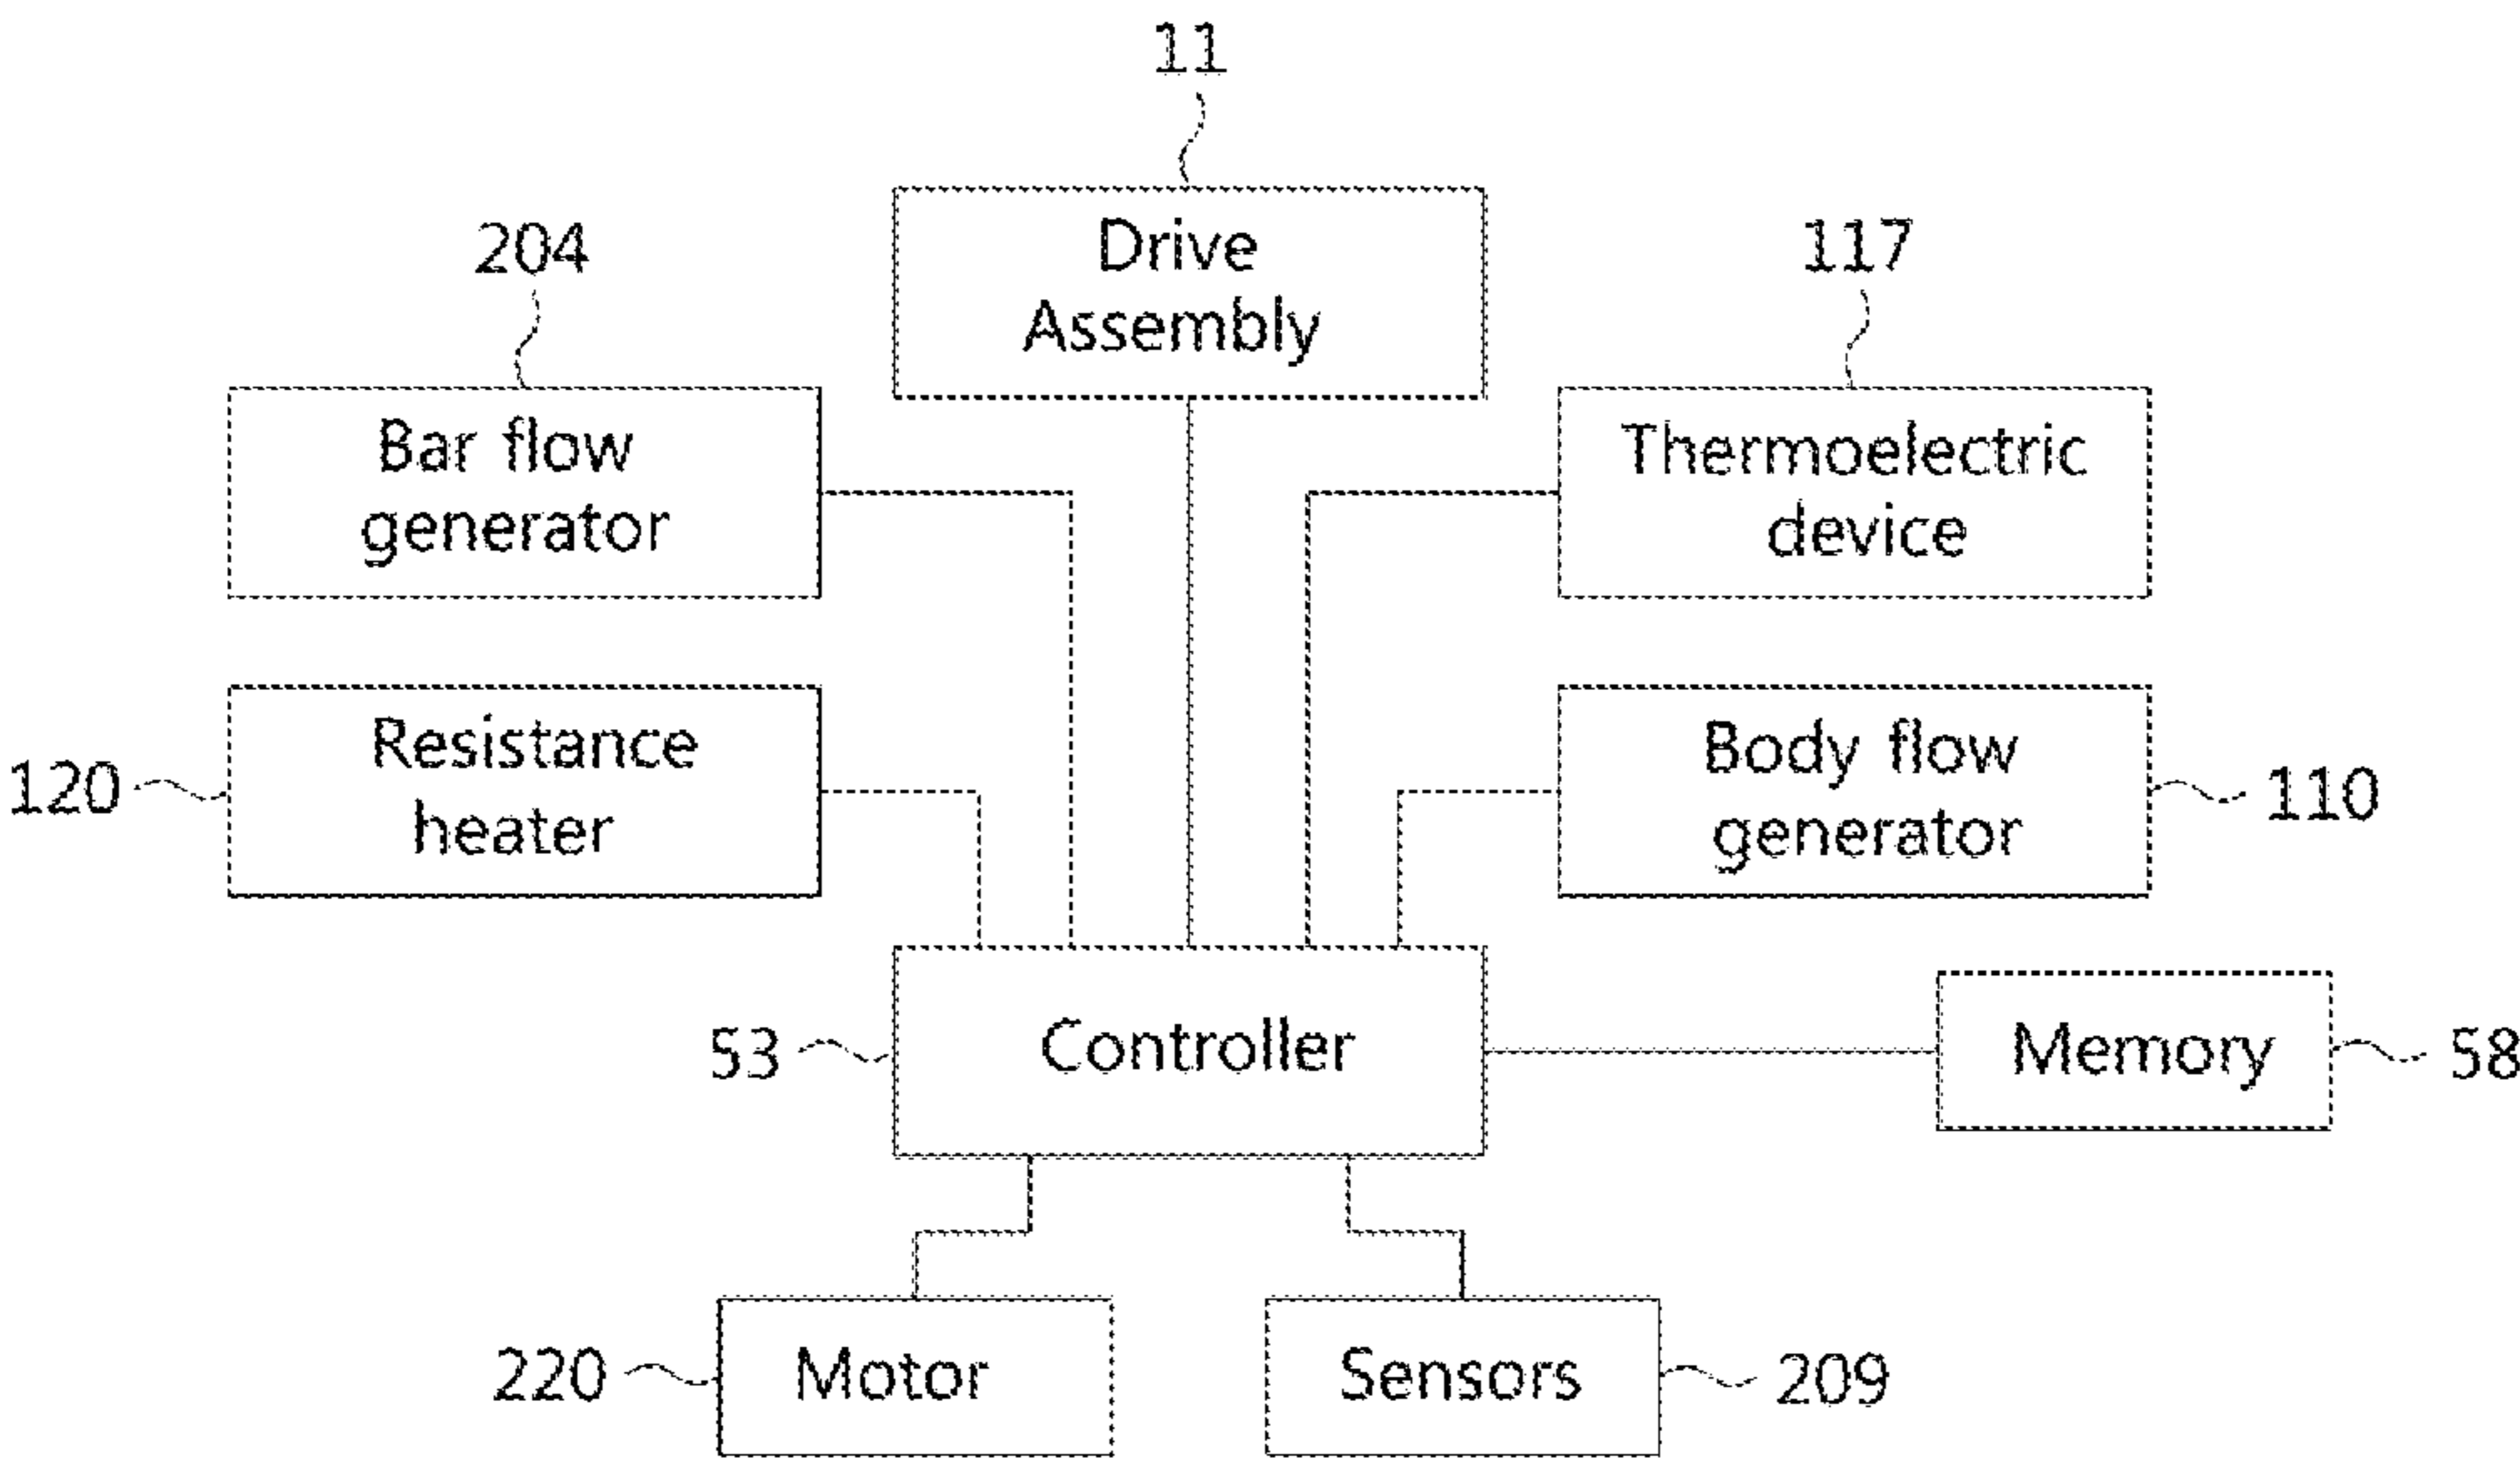 11
Drive
Assembly
204
Bar flow
generator
117
Thermoelectric
device
120
Resistance
heater
Body flow
generator
110
53
Controller
Memory
58
220
Motor
Sensors
209